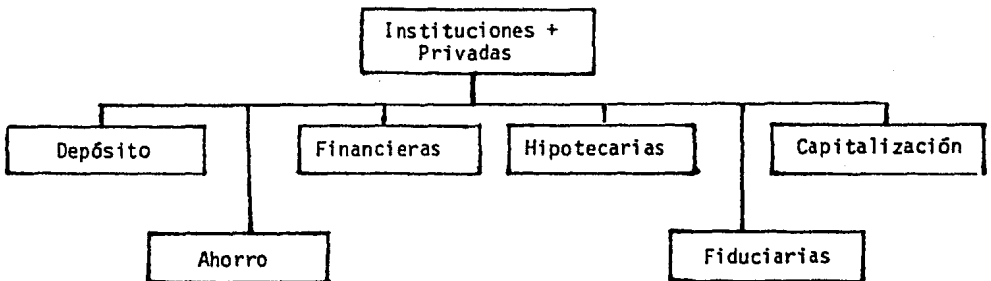 Instituciones +
Privadas
Depósito
Financieras
Hipotecarias
Capitalización
Ahorro
Fiduciarias